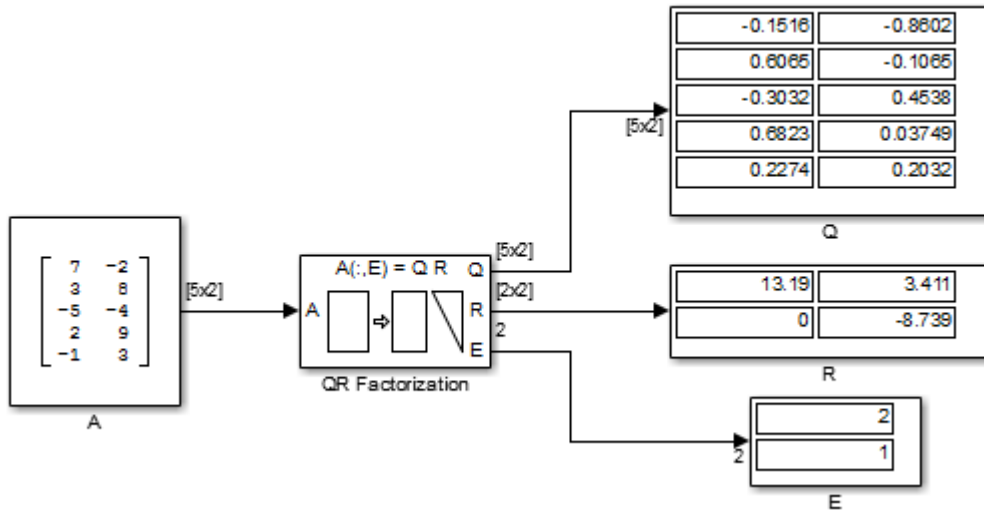 7 -2
3 8
-5 -4
2 9
-1 3
A
[5x2]
A(:,E) = Q R
A
Q
R
E
QR Factorization
[5x2]
[2x2]
2
[5x2]
-0.1516 -0.8602
0.6065 -0.1065
-0.3032 0.4538
0.6823 0.03749
0.2274 0.2032
Q
13.19 3.411
0 -8.739
R
2
2
1
E